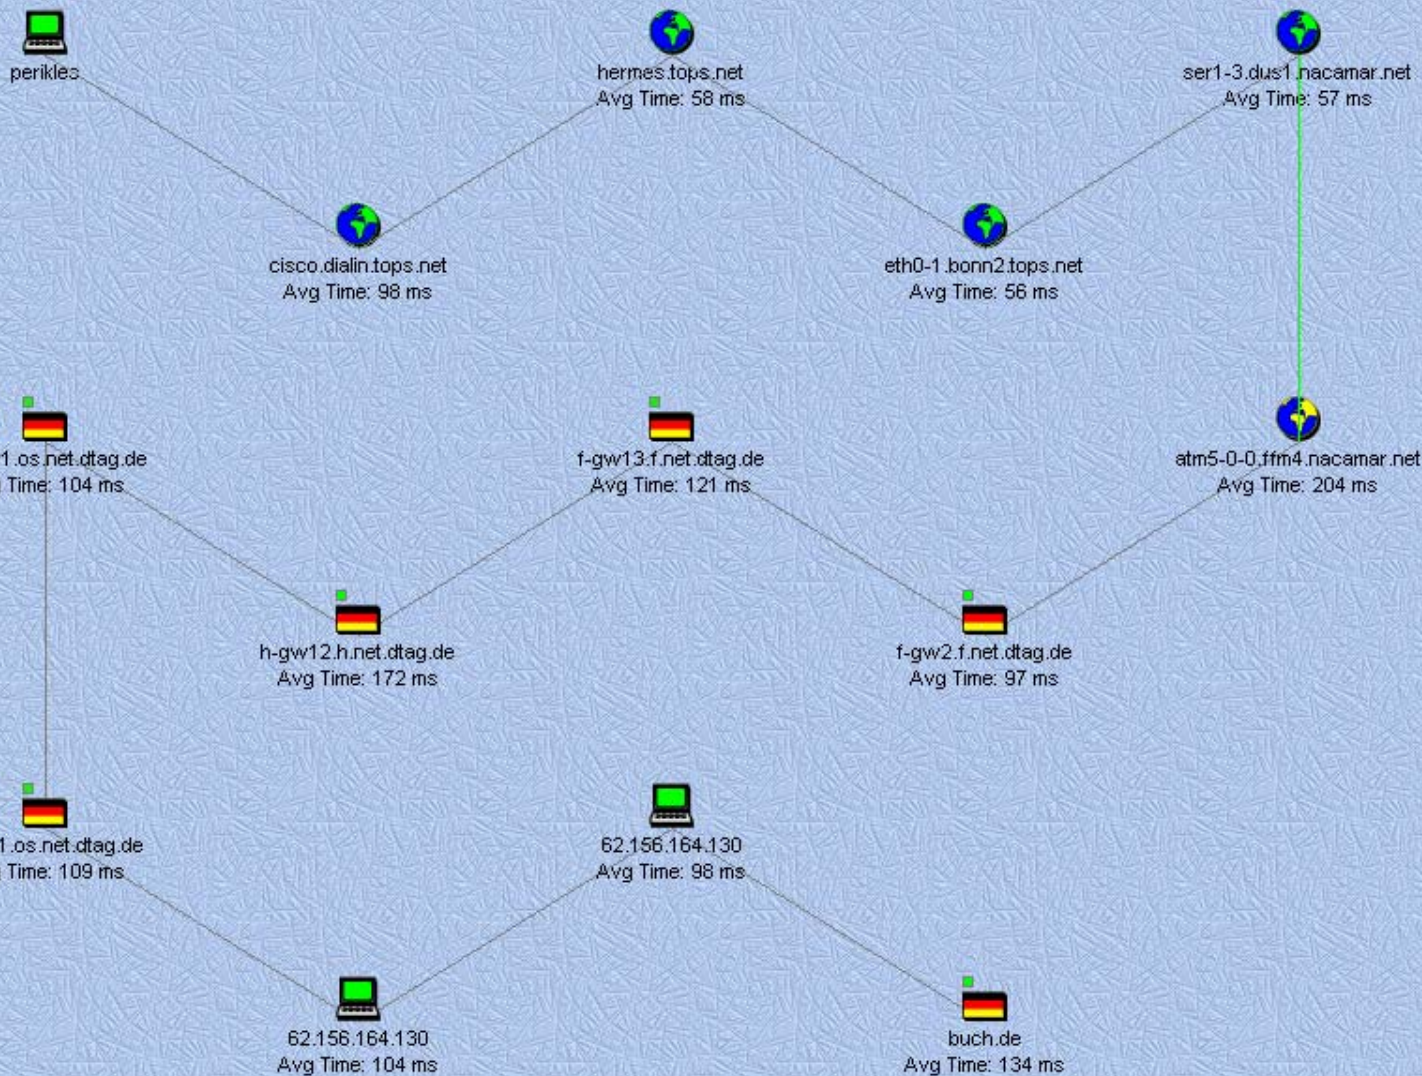 perikles
hermes.tops.net
Avg Time: 58 ms
ser1-3.dus1.nacamar.net
Avg Time: 57 ms
cisco.dialin.tops.net
Avg Time: 98 ms
eth0-1.bonn2.tops.net
Avg Time: 56 ms
1.os.net.dtag.de
Time: 104 ms
f-gw13.f.net.dtag.de
Avg Time: 121 ms
atm5-0-0.ffm4.nacamar.net
Avg Time: 204 ms
h-gw12.h.net.dtag.de
Avg Time: 172 ms
f-gw2.f.net.dtag.de
Avg Time: 97 ms
1.os.net.dtag.de
Time: 109 ms
62.156.164.130
Avg Time: 98 ms
62.156.164.130
Avg Time: 104 ms
buch.de
Avg Time: 134 ms